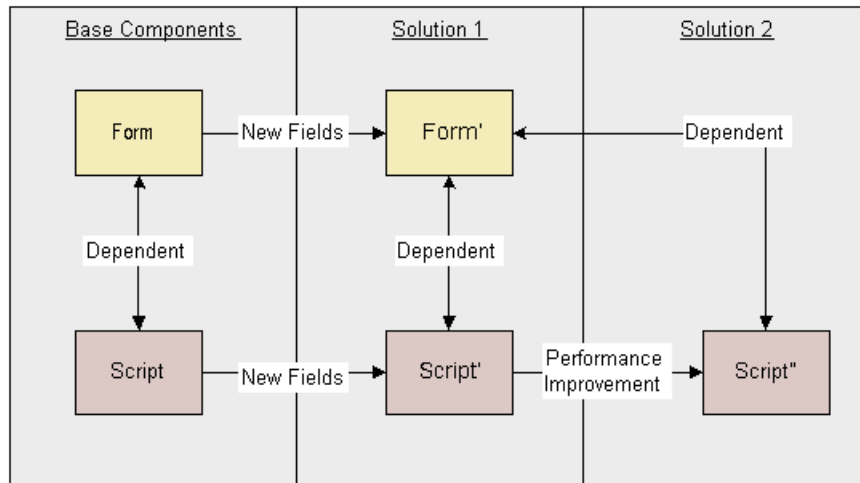 Base Components
Solution 1
Solution 2
Form
New Fields
Form'
Dependent
Dependent
Dependent
Script
New Fields
Script'
Performance
Improvement
Script"